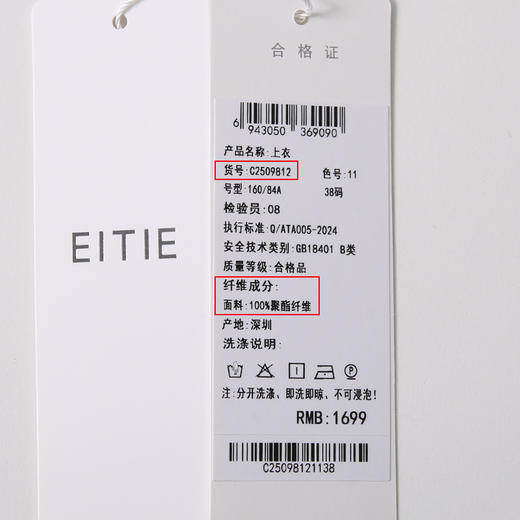 合格证
6 943050 369090
产品名称:上衣
货号:C2509812 色号:11
号型:160/84A 38码
检验员:08
执行标准:Q/ATA005-2024
安全技术类别:GB18401 B类
质量等级:合格品
纤维成分:
面料:100%聚酯纤维
产地:深圳
洗涤说明:
注:分开洗涤、即洗即晾、不可浸泡!
RMB:1699
C25098121138
EITIE